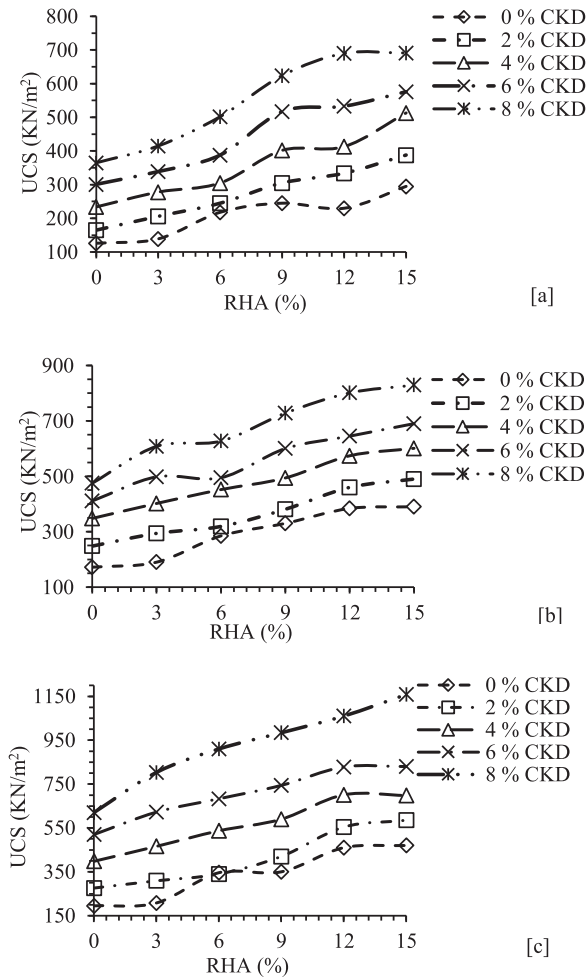 800
700
600
500
400
300
200
100
UCS (KN/m²)
0 3 6 9 12 15
RHA (%)
0 % CKD
2 % CKD
4 % CKD
6 % CKD
8 % CKD
[a]
900
700
500
300
100
UCS (KN/m²)
0 3 6 9 12 15
RHA (%)
0 % CKD
2 % CKD
4 % CKD
6 % CKD
8 % CKD
[b]
1150
950
750
550
350
150
UCS (KN/m²)
0 3 6 9 12 15
RHA (%)
0 % CKD
2 % CKD
4 % CKD
6 % CKD
8 % CKD
[c]